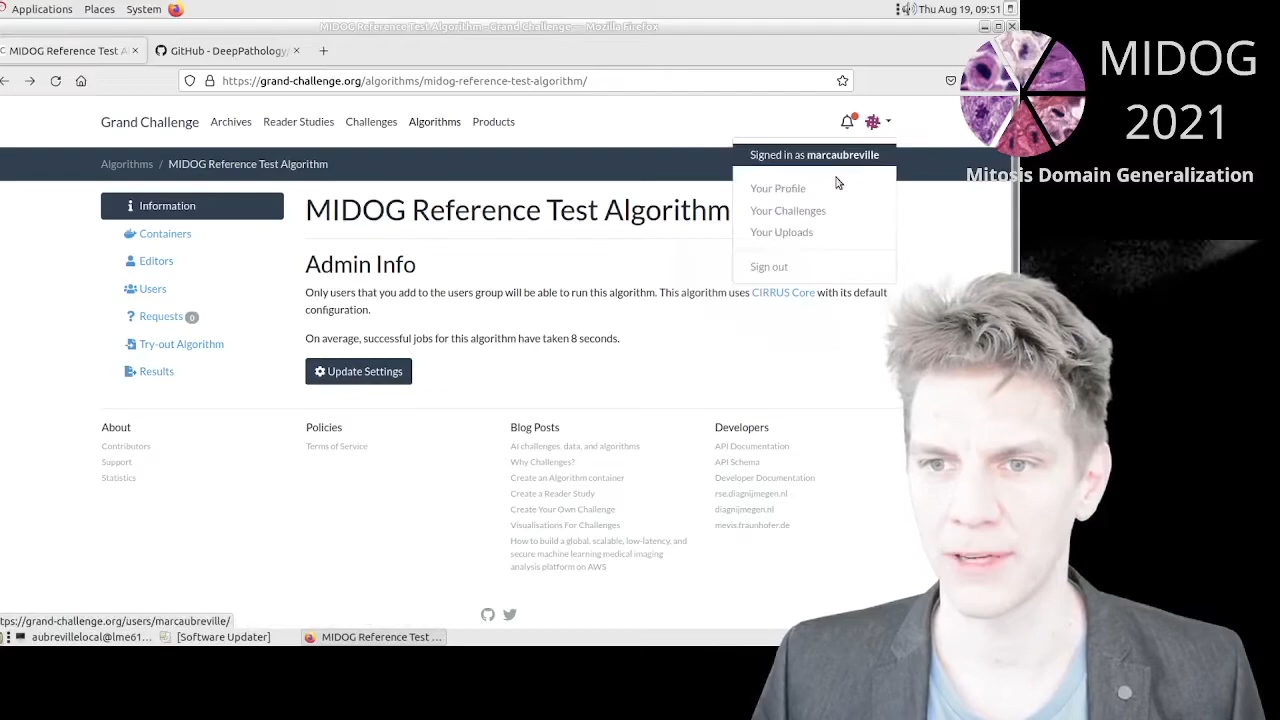 Applications Places System Thu Aug 19, 09:51
MIDOG Reference Test Algorithm - Grand Challenge — Mozilla Firefox
MIDOG Reference Test A
GitHub - DeepPathology/
https://grand-challenge.org/algorithms/midog-reference-test-algorithm/
MIDOG
2021
Mitosis Domain Generalization
Grand Challenge Archives Reader Studies Challenges Algorithms Products
Algorithms / MIDOG Reference Test Algorithm
Signed in as marcaubreville
Your Profile
Your Challenges
Your Uploads
Sign out
Information
Containers
Editors
Users
Requests 0
Try-out Algorithm
Results
MIDOG Reference Test Algorithm
Admin Info
Only users that you add to the users group will be able to run this algorithm. This algorithm uses CIRRUS Core with its default
configuration.
On average, successful jobs for this algorithm have taken 8 seconds.
Update Settings
About
Contributors
Support
Statistics
Policies
Terms of Service
Blog Posts
AI challenges, data, and algorithms
Why Challenges?
Create an Algorithm container
Create a Reader Study
Create Your Own Challenge
Visualisations For Challenges
How to build a global, scalable, low-latency, and
secure machine learning medical imaging
analysis platform on AWS
Developers
API Documentation
API Schema
Developer Documentation
rse.diagnijmegen.nl
diagnijmegen.nl
mevis.fraunhofer.de
tps://grand-challenge.org/users/marcaubreville/
aubrevillelocal@lme61...
[Software Updater]
MIDOG Reference Test ...